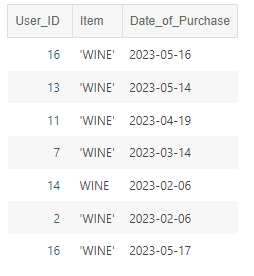 User_ID Item Date_of_Purchase
16 'WINE' 2023-05-16
13 'WINE' 2023-05-14
11 'WINE' 2023-04-19
7 'WINE' 2023-03-14
14 WINE 2023-02-06
2 'WINE' 2023-02-06
16 'WINE' 2023-05-17